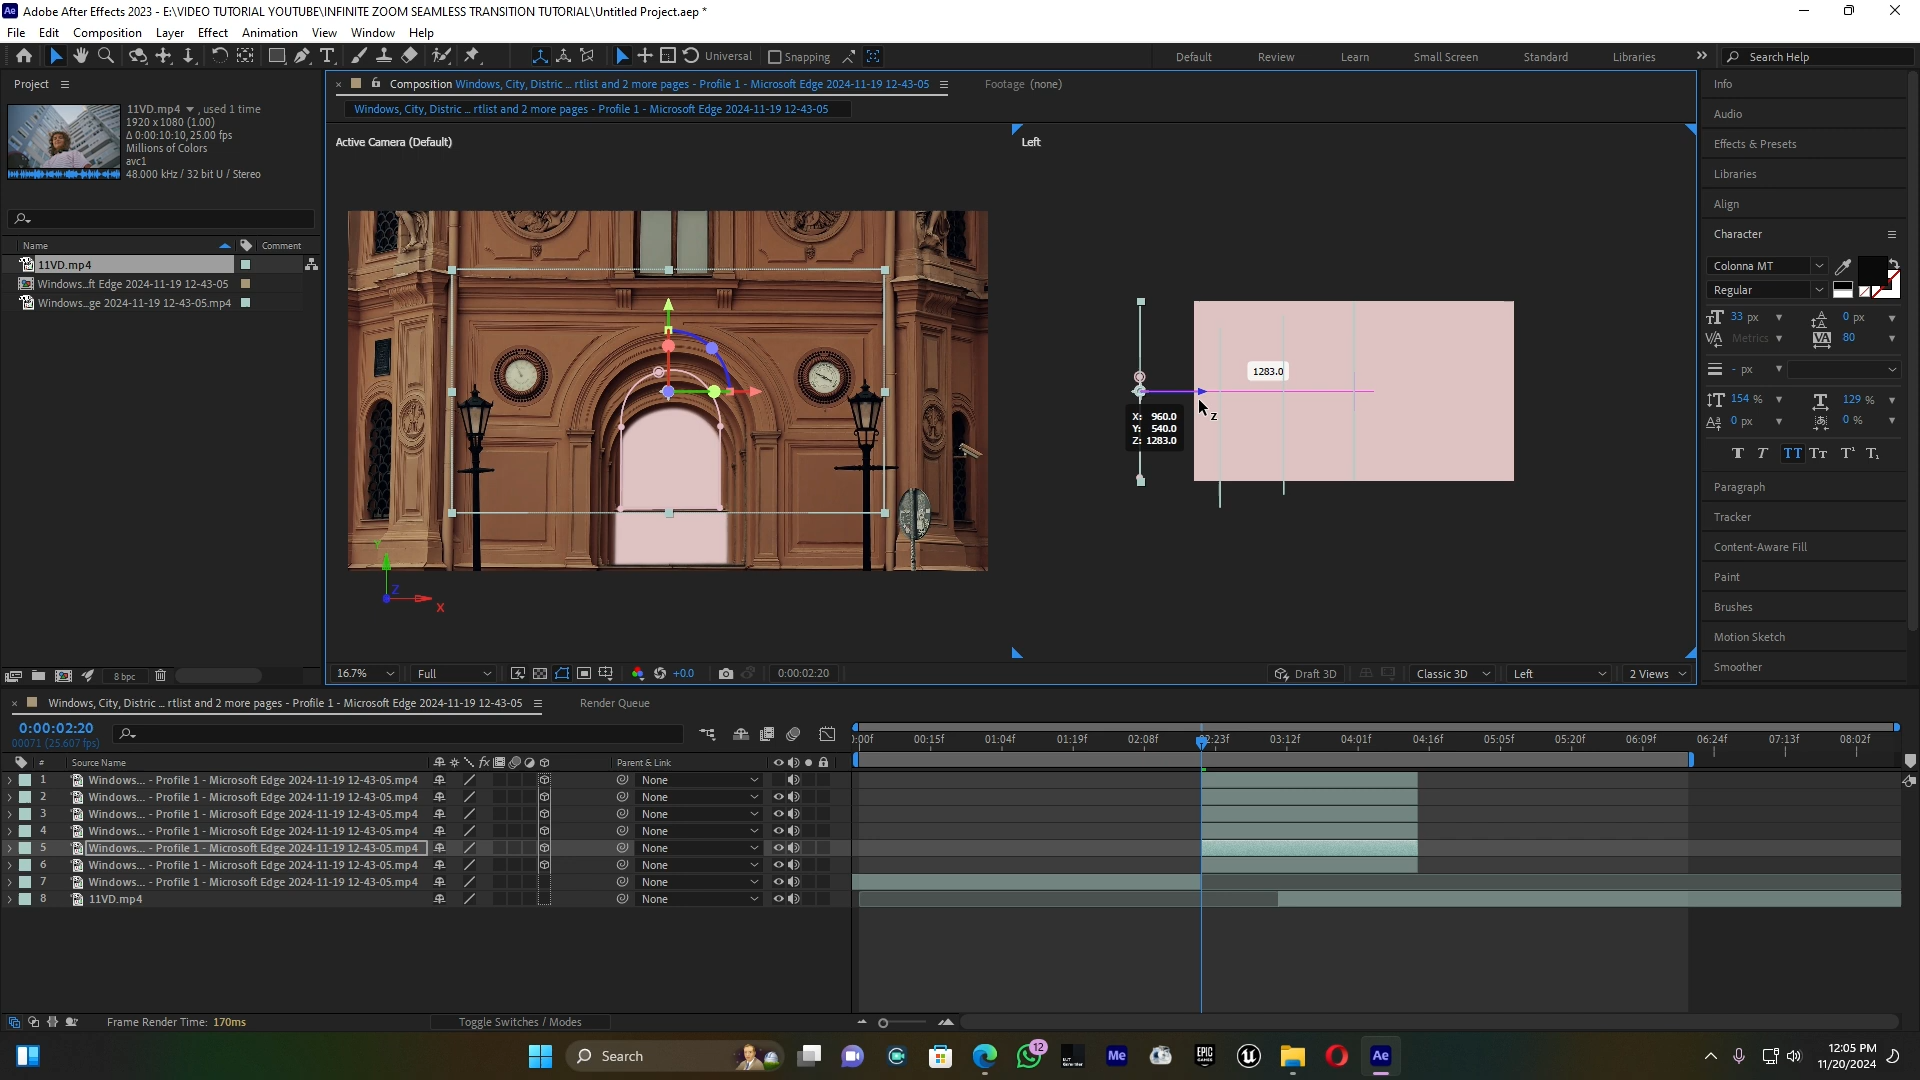 Adobe After Effects 2023 - E:\VIDEO TUTORIAL YOUTUBE\INFINITE ZOOM SEAMLESS TRANSITION TUTORIAL\Untitled Project.aep *
File Edit Composition Layer Effect Animation View Window Help
Universal Snapping Default Review Learn Small Screen Standard Libraries Search Help
Project
11VD.mp4 , used 1 time
1920 x 1080 (1.00)
Δ 0:00:10:10, 25.00 fps
Millions of Colors
avc1
48.000 kHz / 32 bit U / Stereo
Name Comment
11VD.mp4
Windows...ft Edge 2024-11-19 12-43-05
Windows...ge 2024-11-19 12-43-05.mp4
8 bpc
Composition Windows, City, Distric ... rtlist and 2 more pages - Profile 1 - Microsoft Edge 2024-11-19 12-43-05
Footage (none)
Windows, City, Distric ... rtlist and 2 more pages - Profile 1 - Microsoft Edge 2024-11-19 12-43-05
Active Camera (Default)
Left
1283.0
X: 960.0
Y: 540.0
Z: 1283.0
Z
Y
Z
X
16.7% Full +0.0 0:00:02:20 Draft 3D Classic 3D Left 2 Views
Info
Audio
Effects & Presets
Libraries
Align
Character
Colonna MT
Regular
33 px 0 px
Metrics 80
- px
154 % 129 %
0 px 0 %
Paragraph
Tracker
Content-Aware Fill
Paint
Brushes
Motion Sketch
Smoother
Windows, City, Distric ... rtlist and 2 more pages - Profile 1 - Microsoft Edge 2024-11-19 12-43-05
Render Queue
0:00:02:20
00071 (25.607 fps)
):00f 00:15f 01:04f 01:19f 02:08f 02:23f 03:12f 04:01f 04:16f 05:05f 05:20f 06:09f 06:24f 07:13f 08:02f
# Source Name Parent & Link
1 Windows... - Profile 1 - Microsoft Edge 2024-11-19 12-43-05.mp4 None
2 Windows... - Profile 1 - Microsoft Edge 2024-11-19 12-43-05.mp4 None
3 Windows... - Profile 1 - Microsoft Edge 2024-11-19 12-43-05.mp4 None
4 Windows... - Profile 1 - Microsoft Edge 2024-11-19 12-43-05.mp4 None
5 Windows... - Profile 1 - Microsoft Edge 2024-11-19 12-43-05.mp4 None
6 Windows... - Profile 1 - Microsoft Edge 2024-11-19 12-43-05.mp4 None
7 Windows... - Profile 1 - Microsoft Edge 2024-11-19 12-43-05.mp4 None
8 11VD.mp4 None
Frame Render Time: 170ms
Toggle Switches / Modes
Search
12
Me
EPIC GAMES
Ae
12:05 PM
11/20/2024